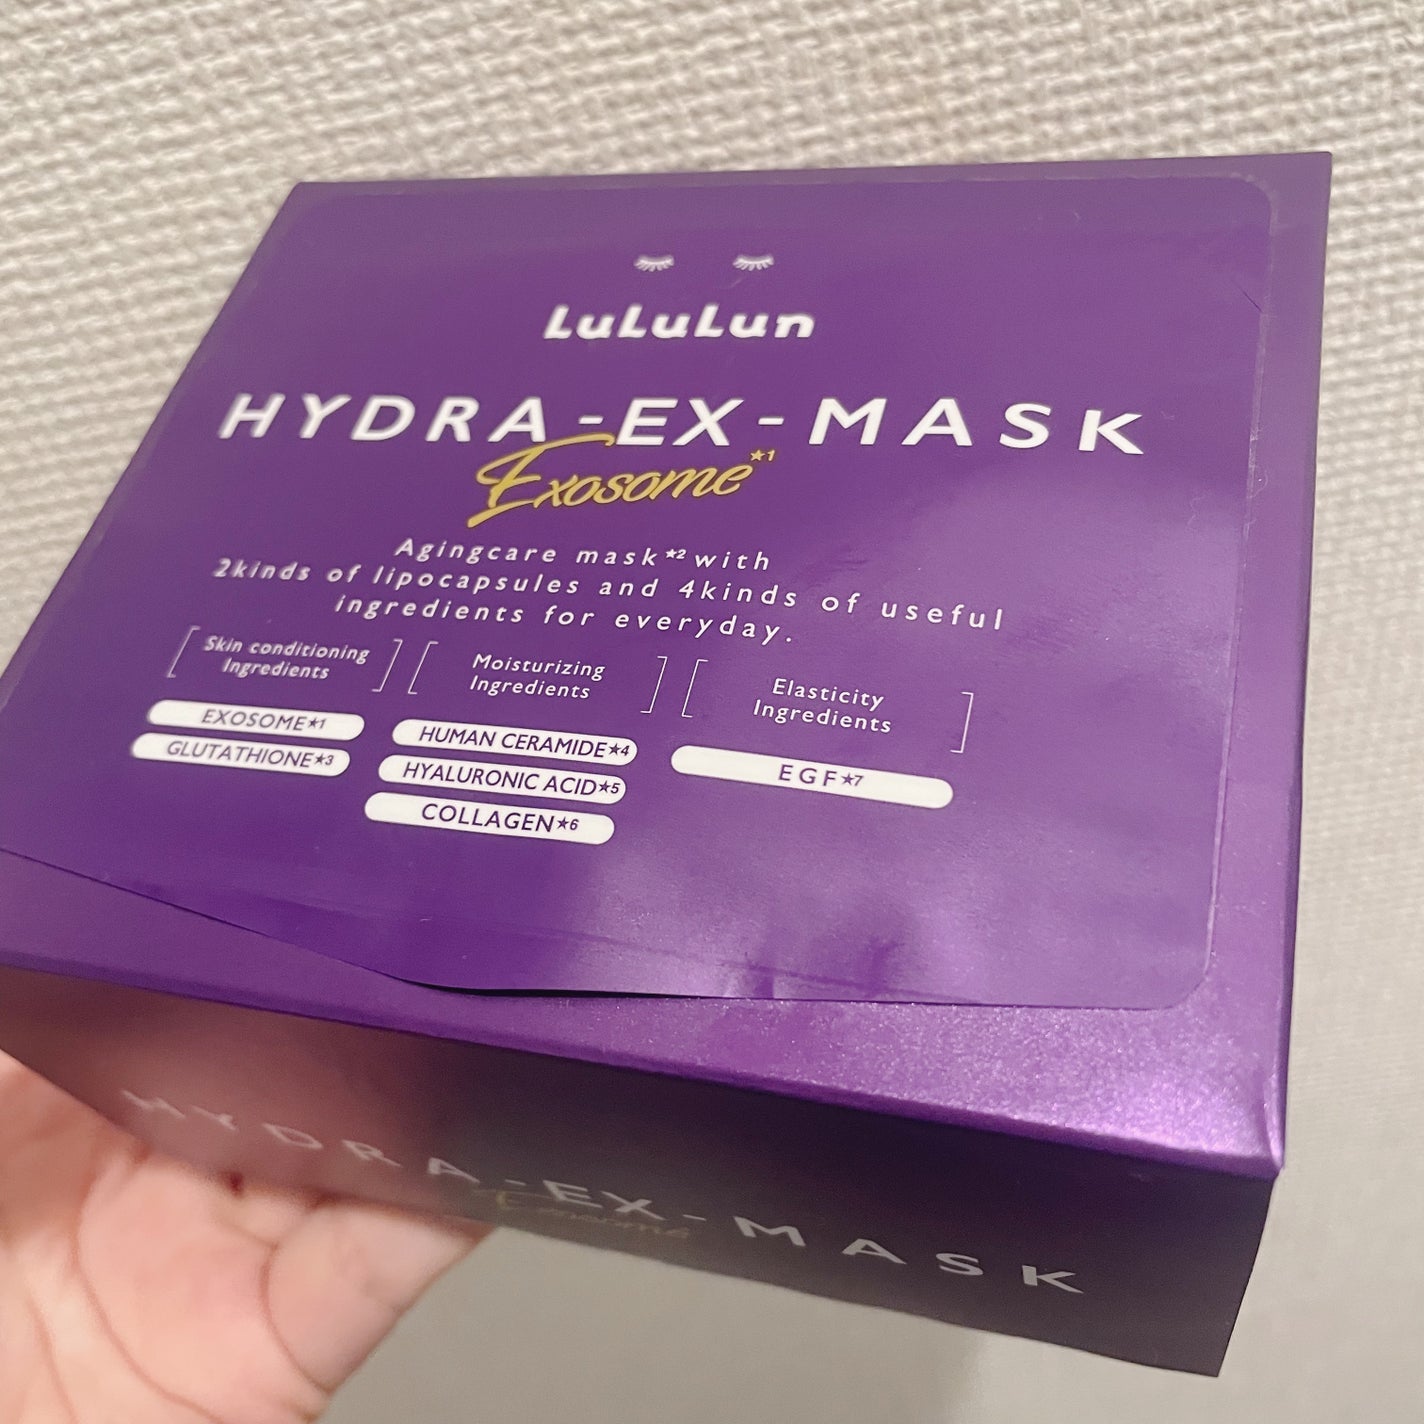 LuLuLun
HYDRA-EX-MASK
Exosome★1
Agingcare mask★2 with
2kinds of lipocapsules and 4kinds of useful
ingredients for everyday.
Skin conditioning
Ingredients
EXOSOME★1
GLUTATHIONE★3
Moisturizing
Ingredients
HUMAN CERAMIDE★4
HYALURONIC ACID★5
COLLAGEN★6
Elasticity
Ingredients
EGF★7
HYDRA-EX-MASK
Exosome